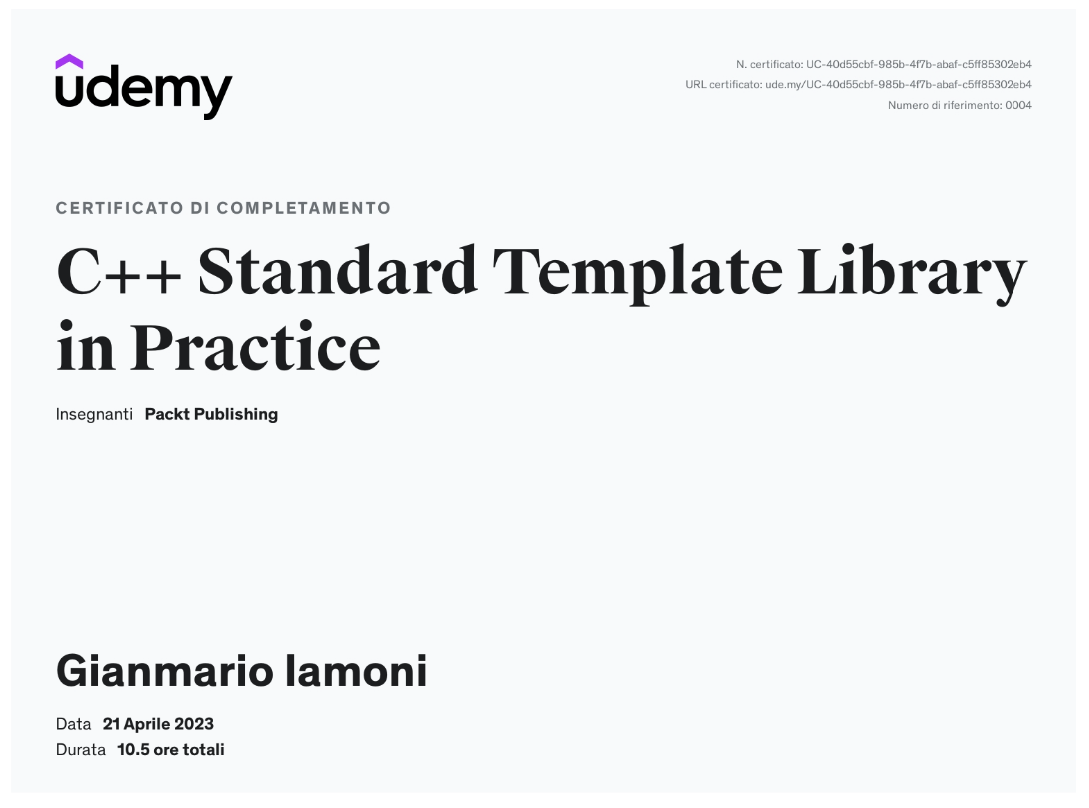 udemy
N. certificato: UC-40d55cbf-985b-4f7b-abaf-c5ff85302eb4
URL certificato: ude.my/UC-40d55cbf-985b-4f7b-abaf-c5ff85302eb4
Numero di riferimento: 0004
CERTIFICATO DI COMPLETAMENTO
C++ Standard Template Library
in Practice
Insegnanti Packt Publishing
Gianmario Iamoni
Data 21 Aprile 2023
Durata 10.5 ore totali